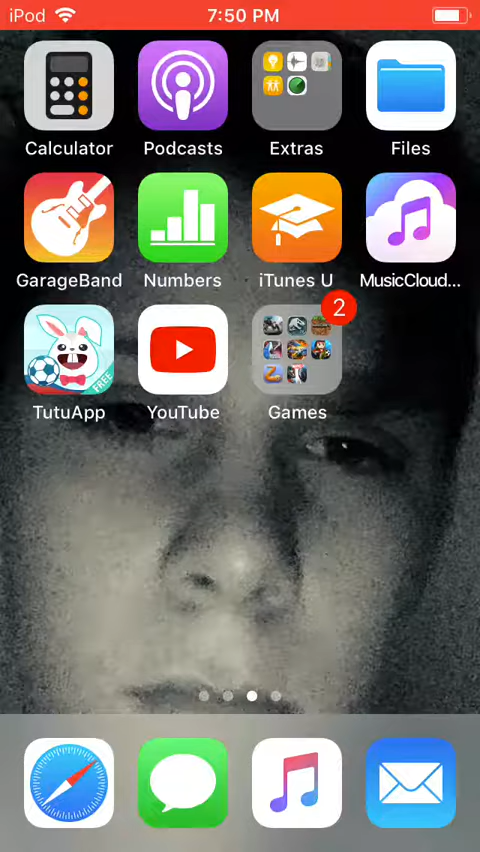 iPod 7:50 PM
Calculator Podcasts Extras Files
GarageBand Numbers iTunes U MusicCloud...
2
FREE
TutuApp YouTube Games